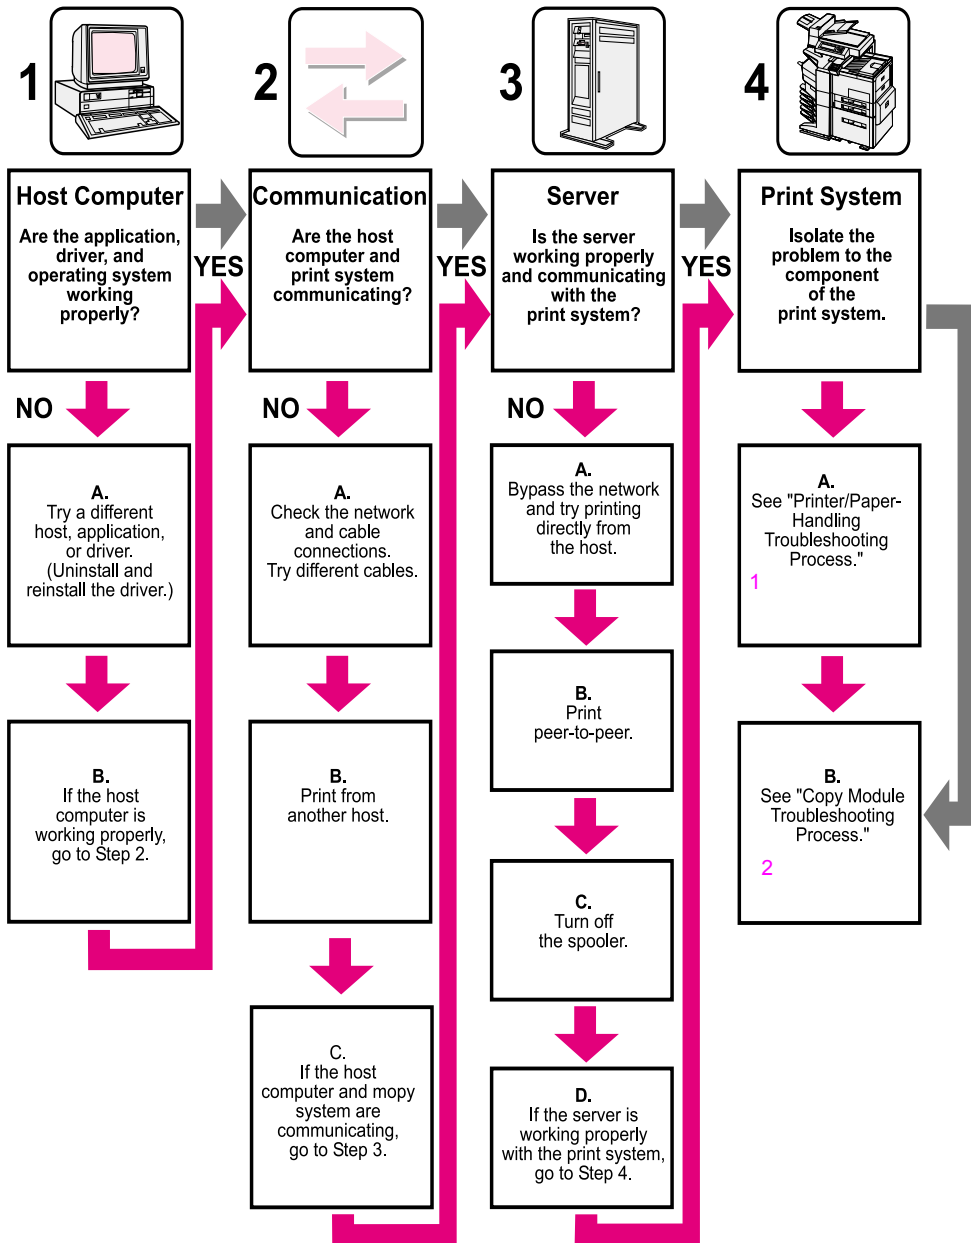 1
2
3
4
Host Computer
Are the application,
driver, and
operating system
working
properly?
YES
Communication
Are the host
computer and
print system
communicating?
YES
Server
Is the server
working properly
and communicating
with the
print system?
YES
Print System
Isolate the
problem to the
component
of the
print system.
NO
NO
NO
A.
Try a different
host, application,
or driver.
(Uninstall and
reinstall the driver.)
B.
If the host
computer is
working properly,
go to Step 2.
A.
Check the network
and cable
connections.
Try different cables.
B.
Print from
another host.
C.
If the host
computer and mopy
system are
communicating,
go to Step 3.
A.
Bypass the network
and try printing
directly from
the host.
B.
Print
peer-to-peer.
C.
Turn off
the spooler.
D.
If the server is
working properly
with the print system,
go to Step 4.
A.
See "Printer/Paper-
Handling
Troubleshooting
Process."
1
B.
See "Copy Module
Troubleshooting
Process."
2